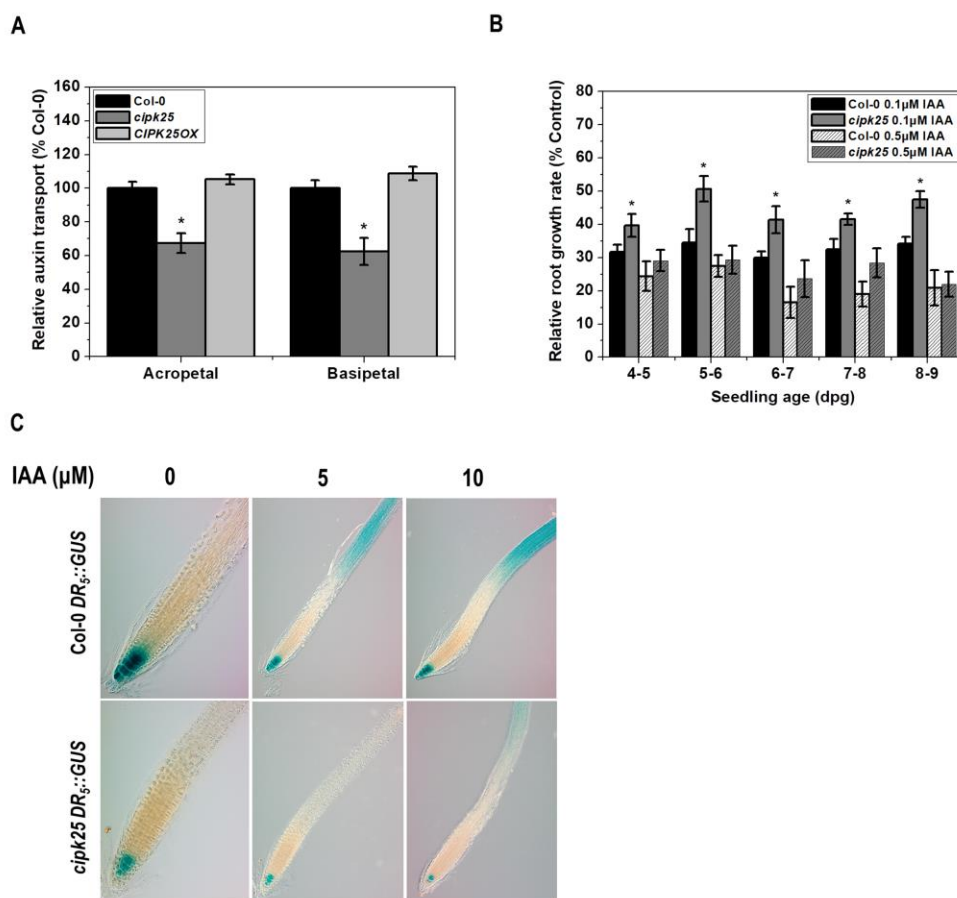 A
Relative auxin transport (% Col-0)
160
140
120
100
80
60
40
20
0
Col-0
cipk25
CIPK25OX
*
*
Acropetal
Basipetal
B
Relative root growth rate (% Control)
80
70
60
50
40
30
20
10
0
Col-0 0.1μM IAA
cipk25 0.1μM IAA
Col-0 0.5μM IAA
cipk25 0.5μM IAA
*
*
*
*
*
4-5
5-6
6-7
7-8
8-9
Seedling age (dpg)
C
IAA (μM)
0
5
10
Col-0 DR₅::GUS
cipk25 DR₅::GUS